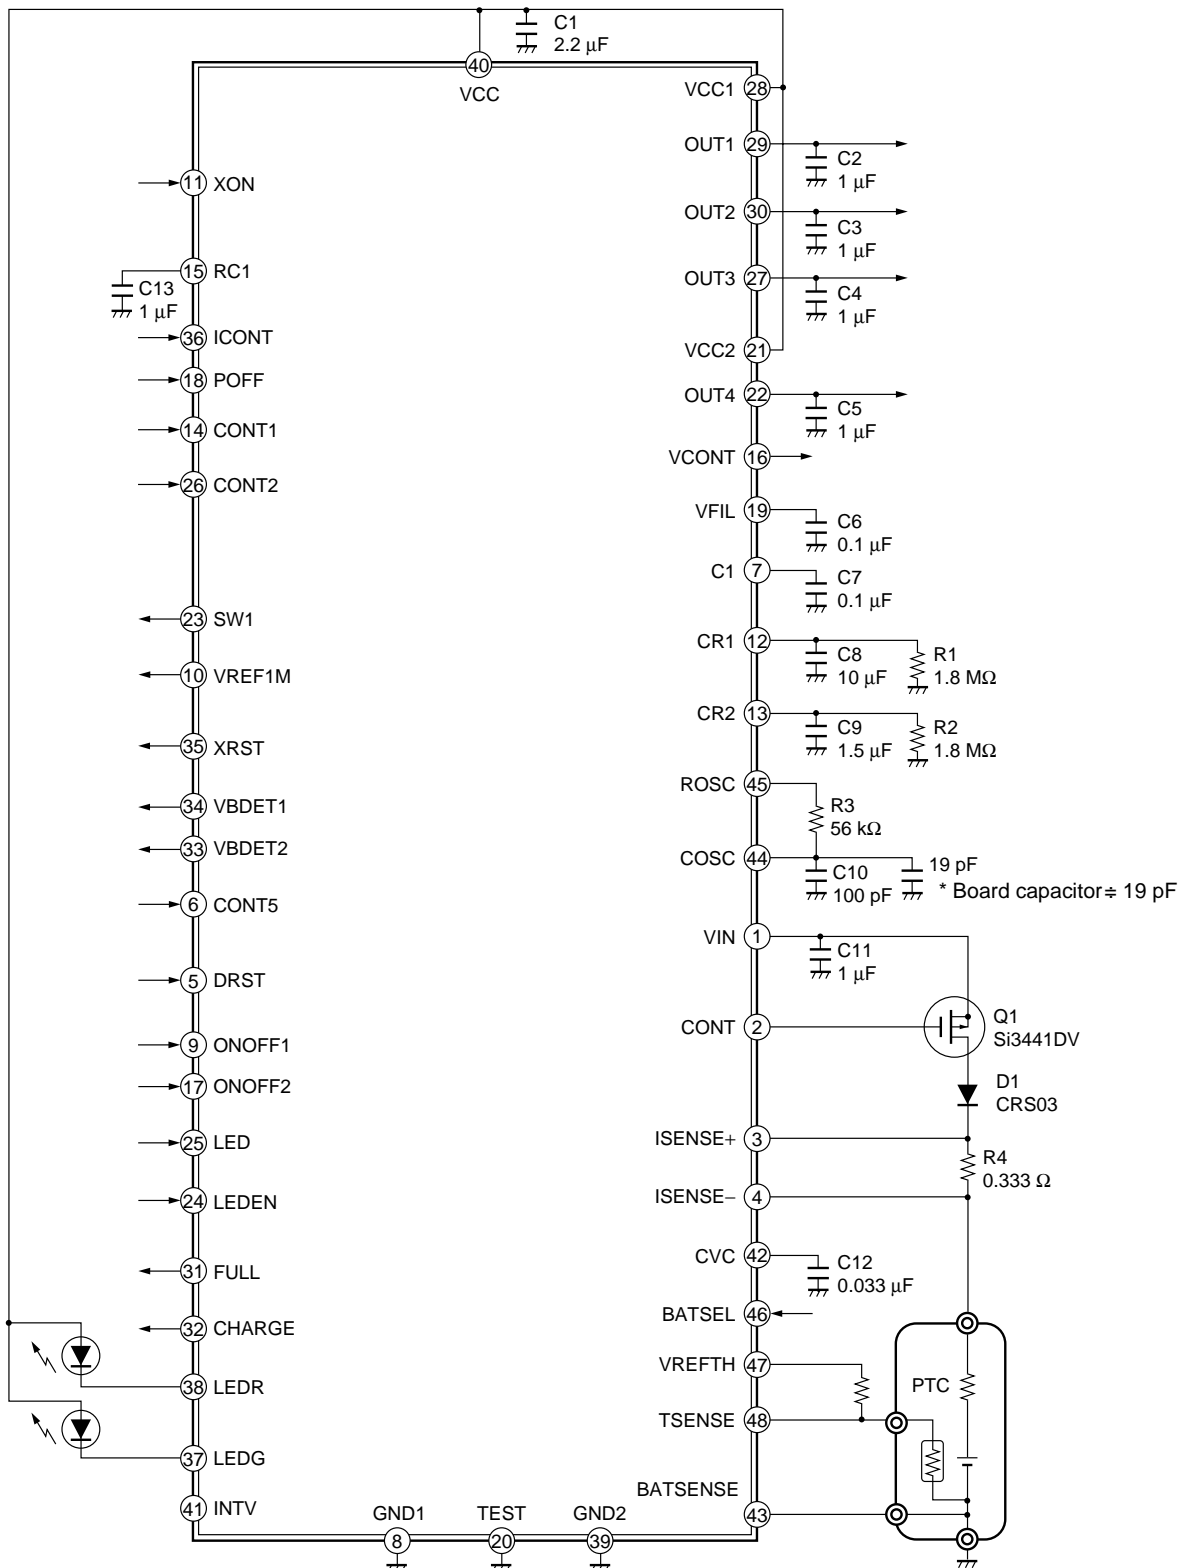 C1
2.2 µF
40
VCC
VCC1 28
OUT1 29
C2
1 µF
11 XON
OUT2 30
C3
1 µF
15 RC1
C13
1 µF
OUT3 27
C4
1 µF
36 ICONT
VCC2 21
18 POFF
OUT4 22
C5
1 µF
14 CONT1
VCONT 16
26 CONT2
VFIL 19
C6
0.1 µF
C1 7
C7
0.1 µF
23 SW1
CR1 12
C8
10 µF
R1
1.8 MΩ
10 VREF1M
CR2 13
C9
1.5 µF
R2
1.8 MΩ
35 XRST
ROSC 45
R3
56 kΩ
34 VBDET1
33 VBDET2
COSC 44
C10
100 pF
19 pF
* Board capacitor ≑ 19 pF
6 CONT5
VIN 1
C11
1 µF
5 DRST
CONT 2
Q1
Si3441DV
9 ONOFF1
17 ONOFF2
D1
CRS03
25 LED
ISENSE+ 3
R4
0.333 Ω
24 LEDEN
ISENSE− 4
31 FULL
CVC 42
C12
0.033 µF
32 CHARGE
BATSEL 46
38 LEDR
VREFTH 47
PTC
TSENSE 48
37 LEDG
BATSENSE
43
41 INTV
GND1
8
TEST
20
GND2
39